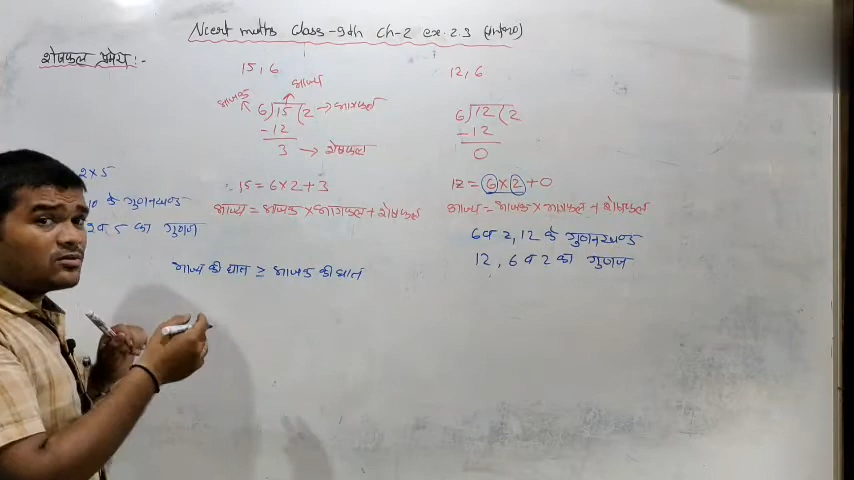 Ncert maths class-9th ch-2 ex. 2.3
शेषफल प्रमेय :-
15, 6
भाज्य
भाजक
6)15(2 → भागफल
-12
3 → शेषफल
15 = 6×2+3
भाज्य = भाजक × भागफल + शेषफल
12, 6
6)12(2
-12
0
12 = 6×2+0
भाज्य = भाजक × भागफल + शेषफल
6 व 2, 12 के गुणनखण्ड
12, 6 व 2 का गुणज
2×5
10 के गुणनखण्ड
2 व 5 का गुणज
भाज्य की घात ≥ भाजक की घात